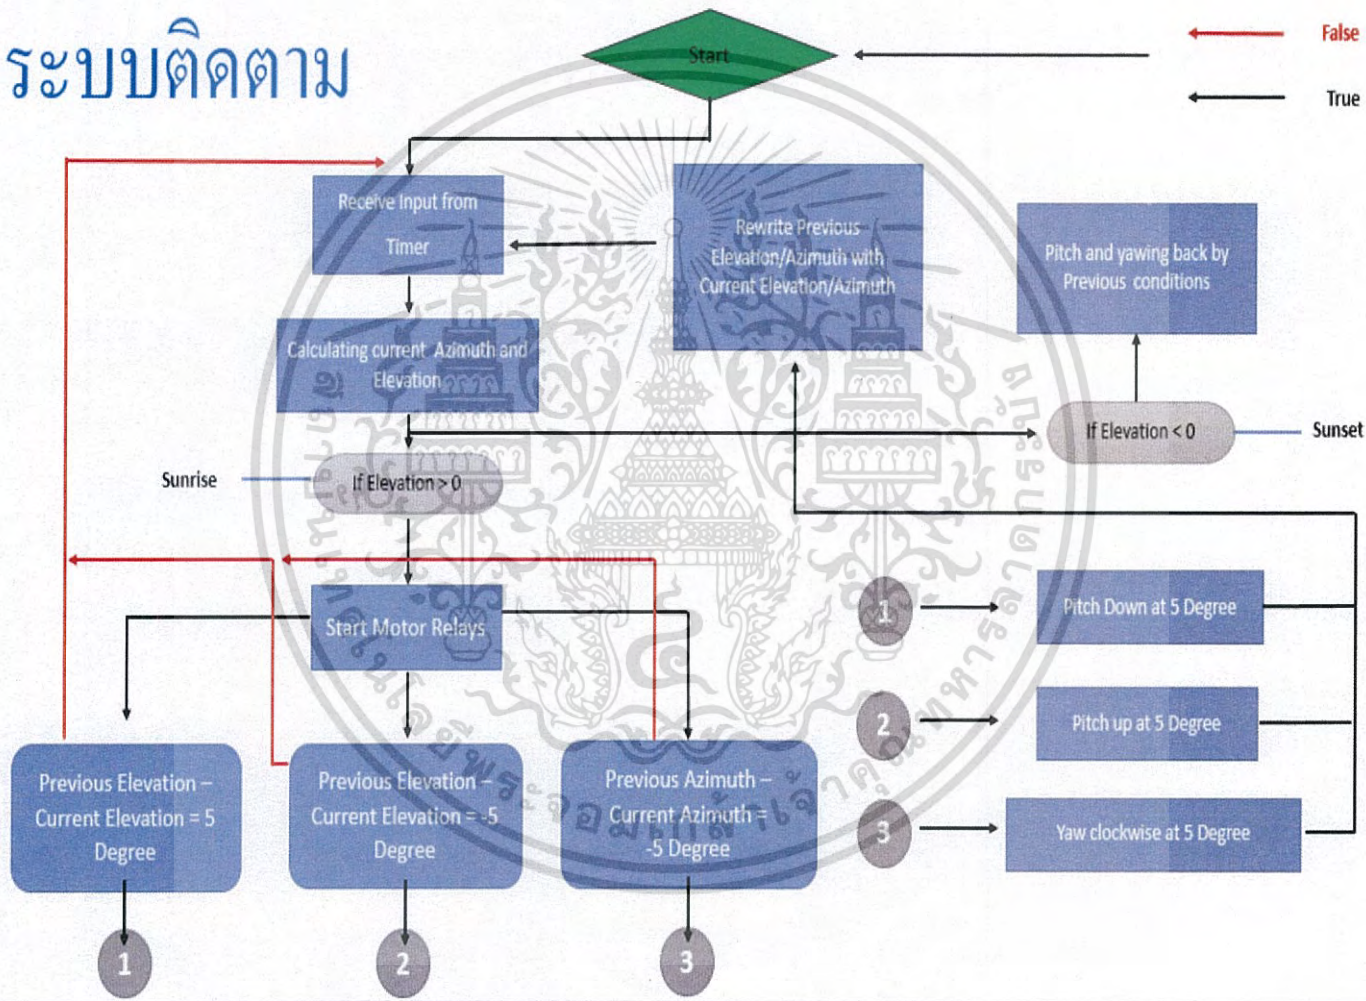 ระบบติดตาม
Start
False
True
Receive Input from
Timer
Rewrite Previous
Elevation/Azimuth with
Current Elevation/Azimuth
Pitch and yawing back by
Previous conditions
Calculating current Azimuth and
Elevation
If Elevation < 0
Sunset
Sunrise
If Elevation > 0
Start Motor Relays
1
Pitch Down at 5 Degree
2
Pitch up at 5 Degree
3
Yaw clockwise at 5 Degree
Previous Elevation –
Current Elevation = 5
Degree
Previous Elevation –
Current Elevation = -5
Degree
Previous Azimuth –
Current Azimuth =
-5 Degree
1
2
3